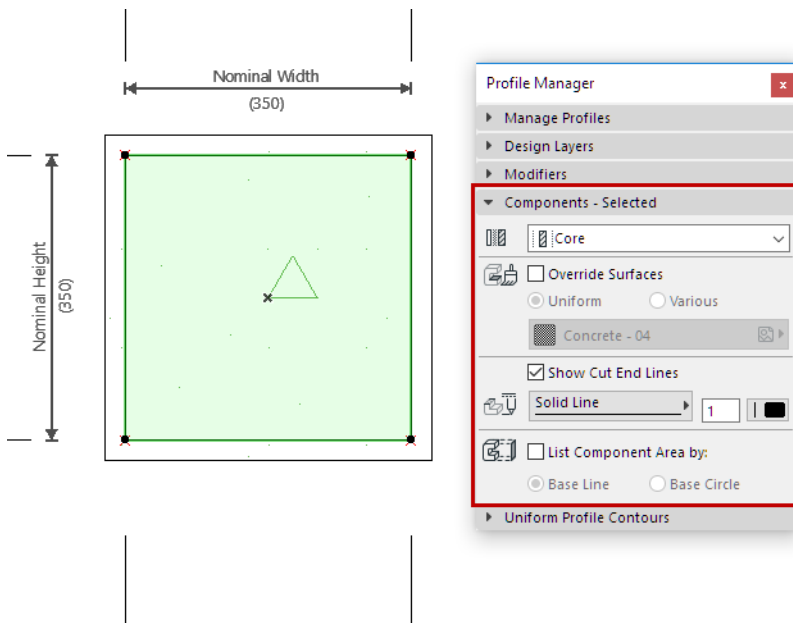 Nominal Width
(350)
Nominal Height
(350)
Profile Manager
x
Manage Profiles
Design Layers
Modifiers
Components - Selected
Core
Override Surfaces
Uniform Various
Concrete - 04
Show Cut End Lines
Solid Line 1
List Component Area by:
Base Line Base Circle
Uniform Profile Contours